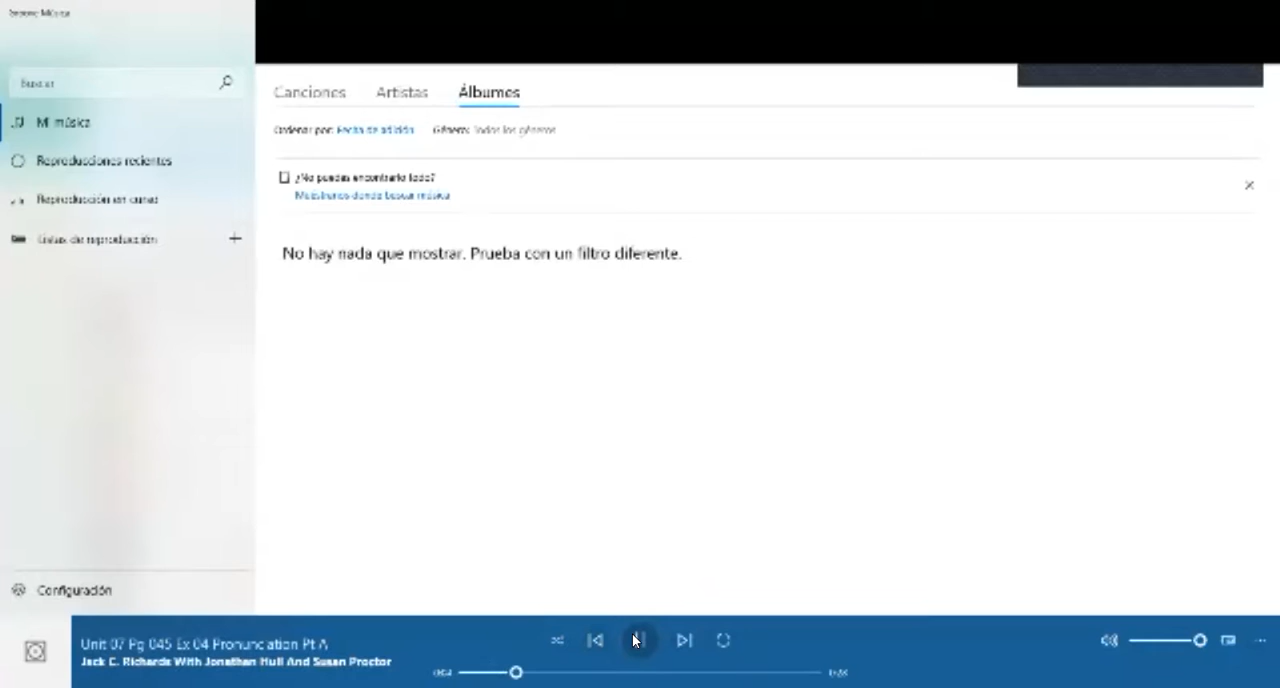 Groove Música
Buscar
Mi música
Reproducciones recientes
Reproducción en curso
Listas de reproducción
Configuración
Canciones Artistas Álbumes
Ordenar por: Fecha de adición Género: Todos los géneros
¿No puedes encontrarlo todo?
Muéstranos dónde buscar música
No hay nada que mostrar. Prueba con un filtro diferente.
Unit 07 Pg 045 Ex 04 Pronunciation Pt A
Jack C. Richards With Jonathan Hull And Susan Proctor